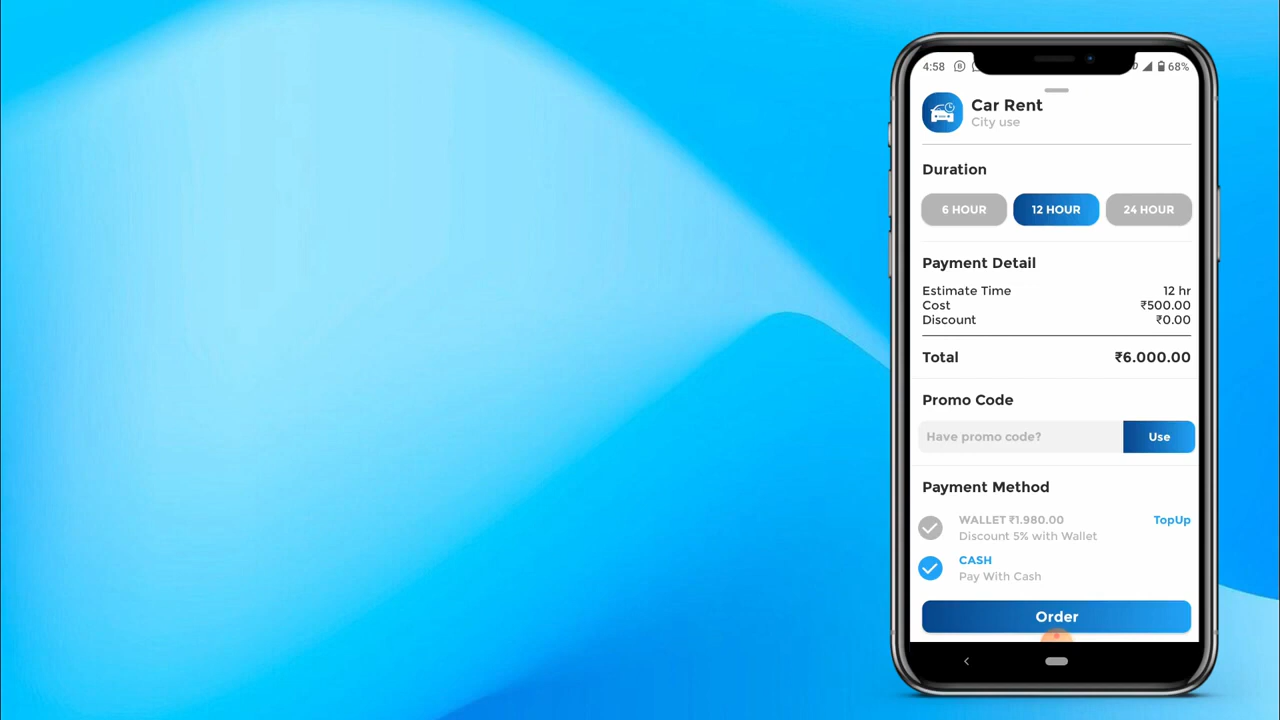 4:58
68%
Car Rent
City use
Duration
6 HOUR 12 HOUR 24 HOUR
Payment Detail
Estimate Time 12 hr
Cost ₹500.00
Discount ₹0.00
Total ₹6.000.00
Promo Code
Have promo code? Use
Payment Method
WALLET ₹1.980.00 TopUp
Discount 5% with Wallet
CASH
Pay With Cash
Order